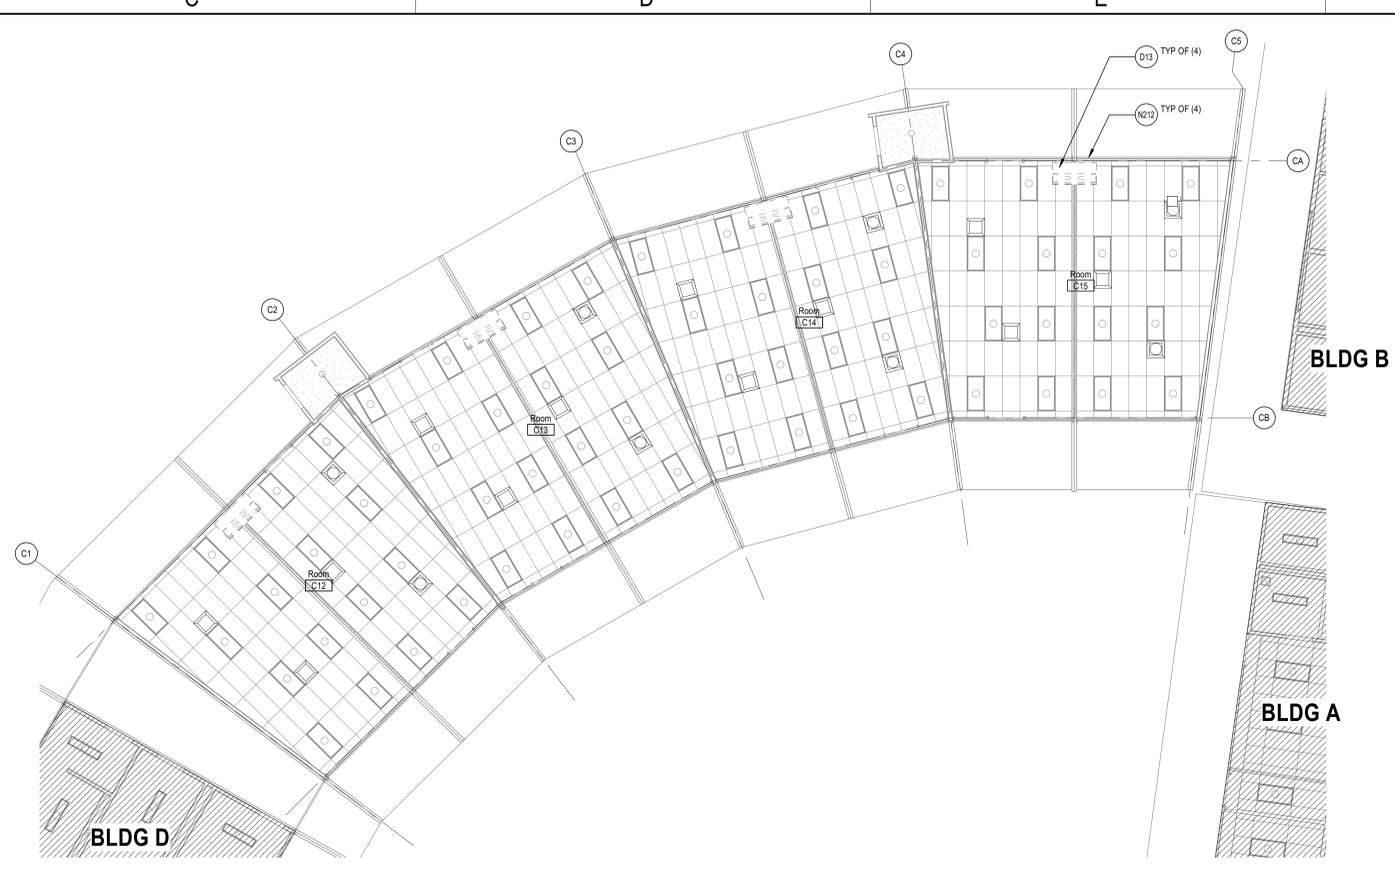 C
D
E
C5
C4
D13 TYP OF (4)
N212 TYP OF (4)
C3
CA
Room
C15
C2
Room
C14
BLDG B
CB
Room
C13
C1
Room
C12
BLDG A
BLDG D